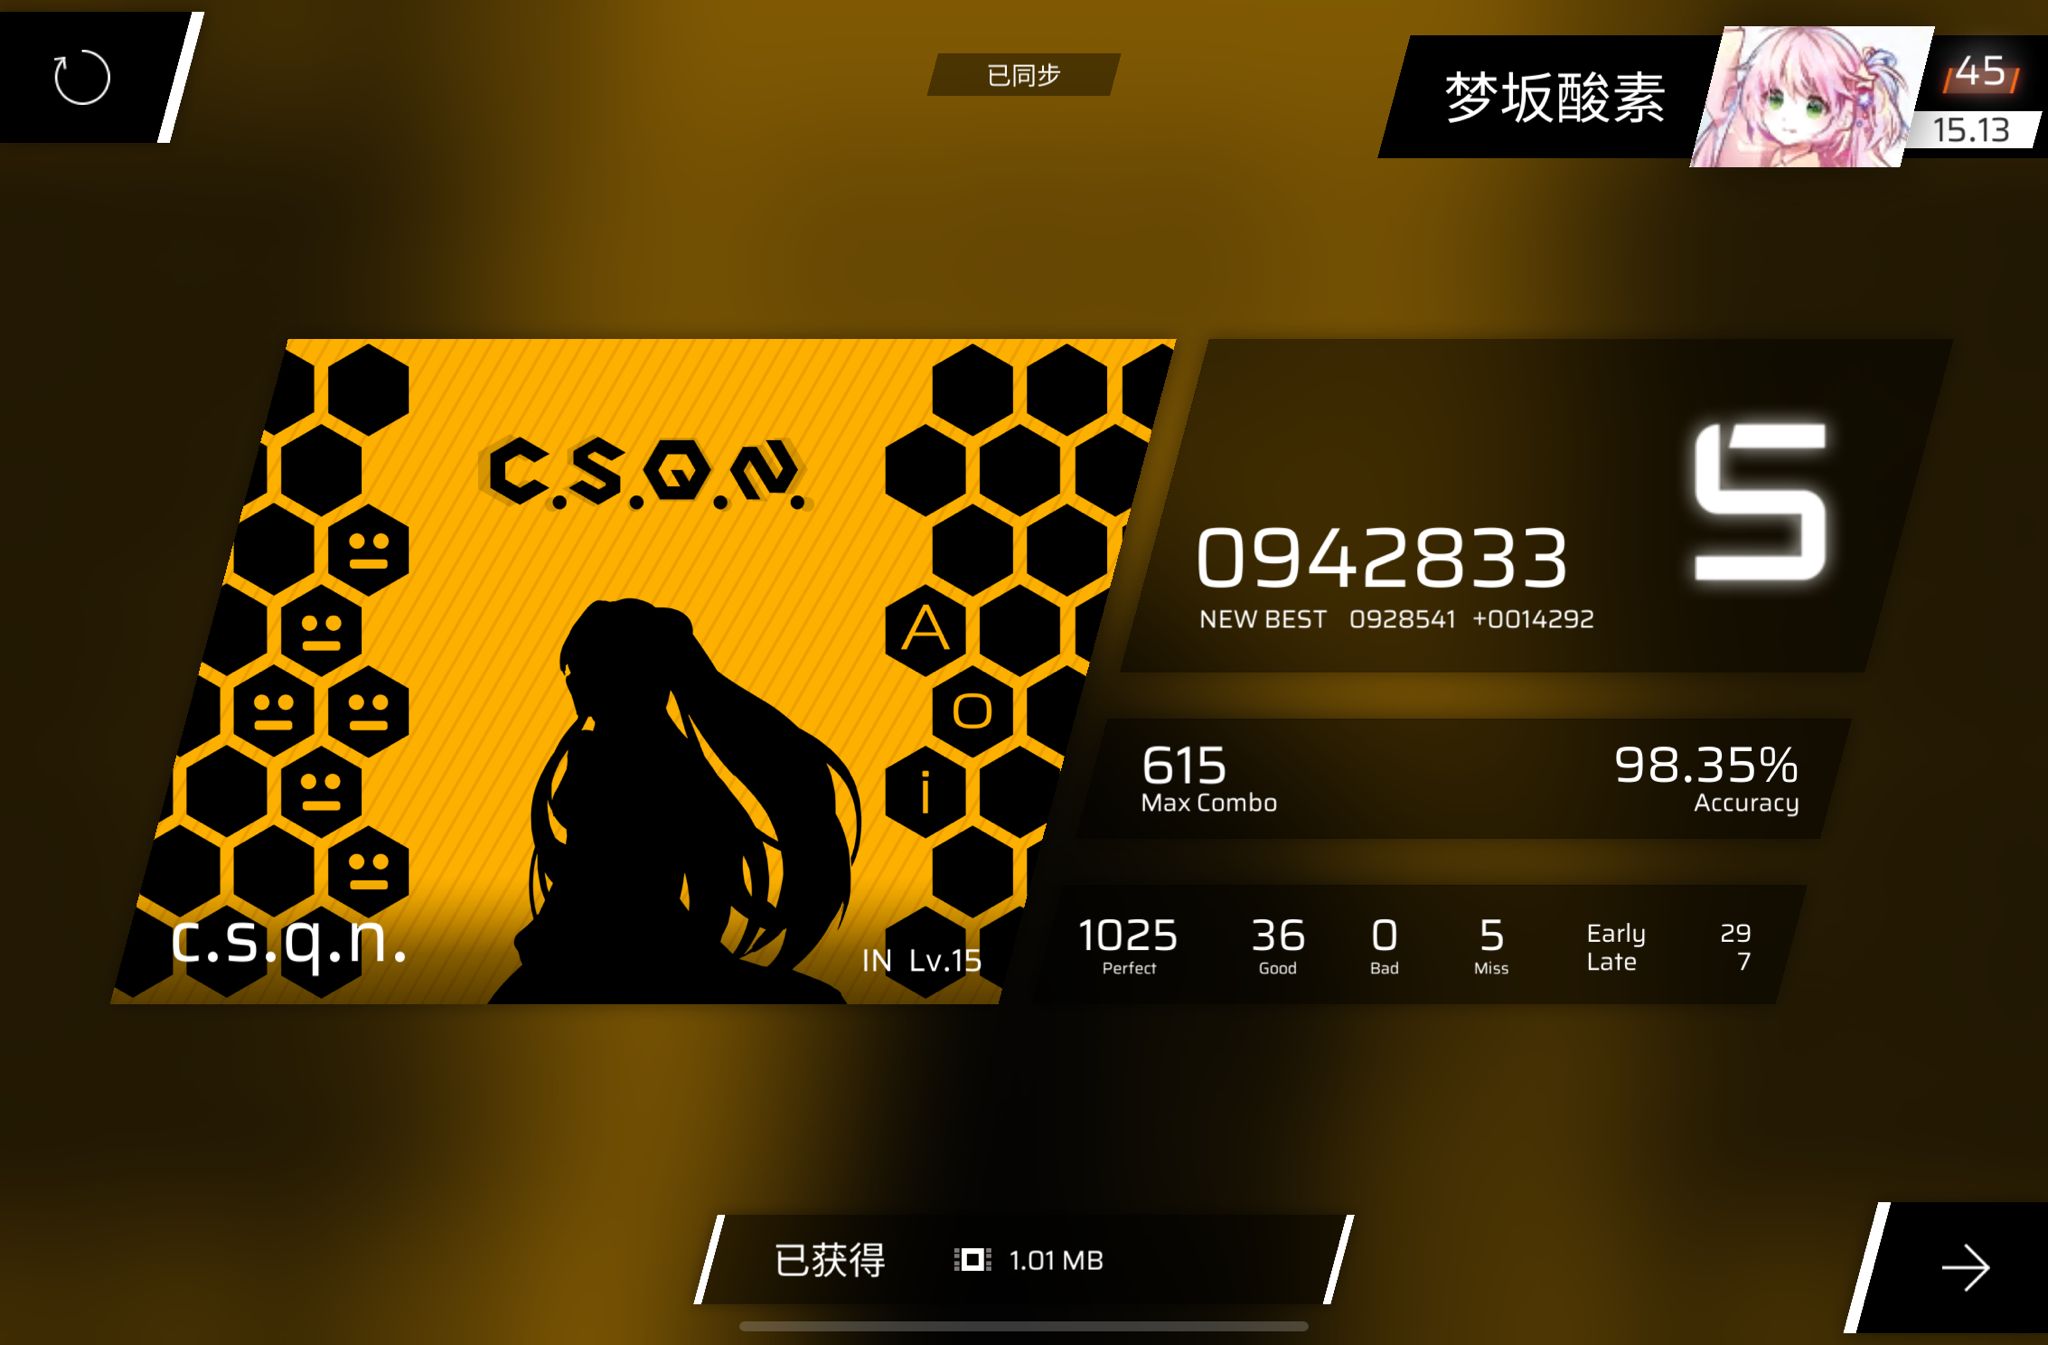 已同步
梦坂酸素
45
15.13
C.S.Q.N.
A
o
i
c.s.q.n.
IN Lv.15
S
0942833
NEW BEST 0928541 +0014292
615
Max Combo
98.35%
Accuracy
1025
Perfect
36
Good
0
Bad
5
Miss
Early 29
Late 7
已获得 1.01 MB